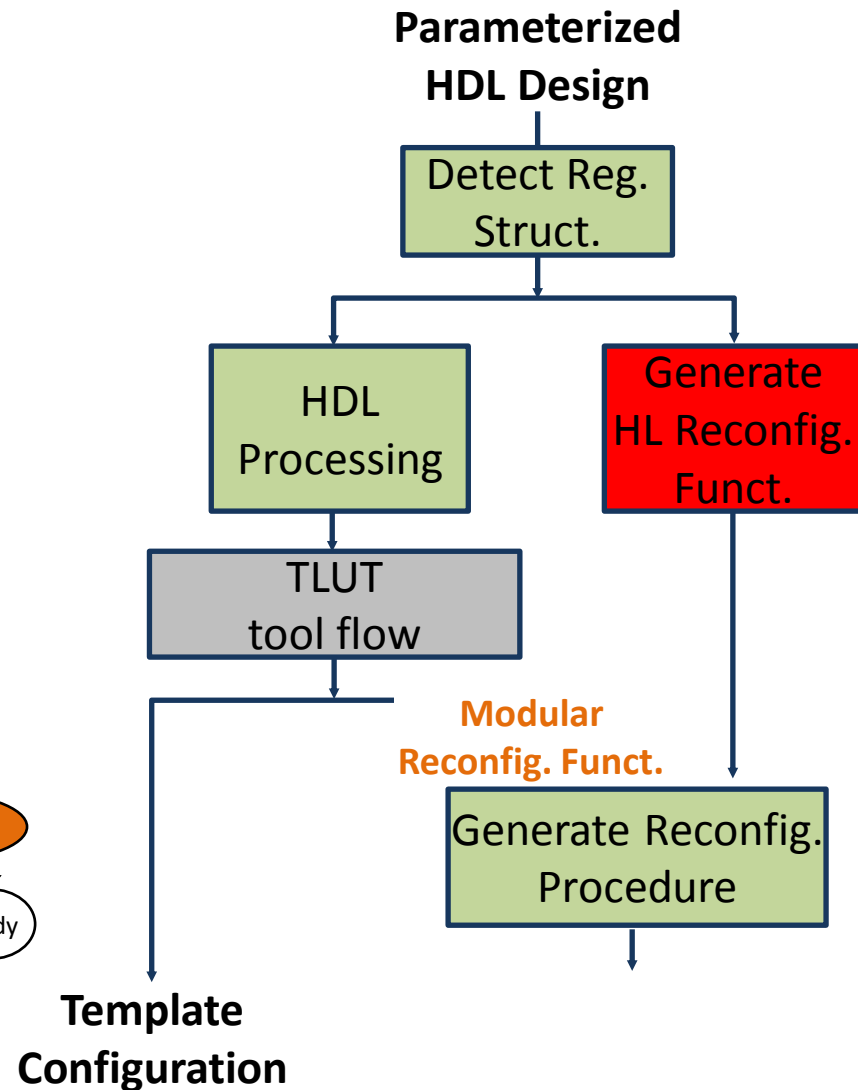 Parameterized
HDL Design
Detect Reg.
Struct.
HDL
Processing
Generate
HL Reconfig.
Funct.
TLUT
tool flow
Modular
Reconfig. Funct.
Generate Reconfig.
Procedure
Template
Configuration